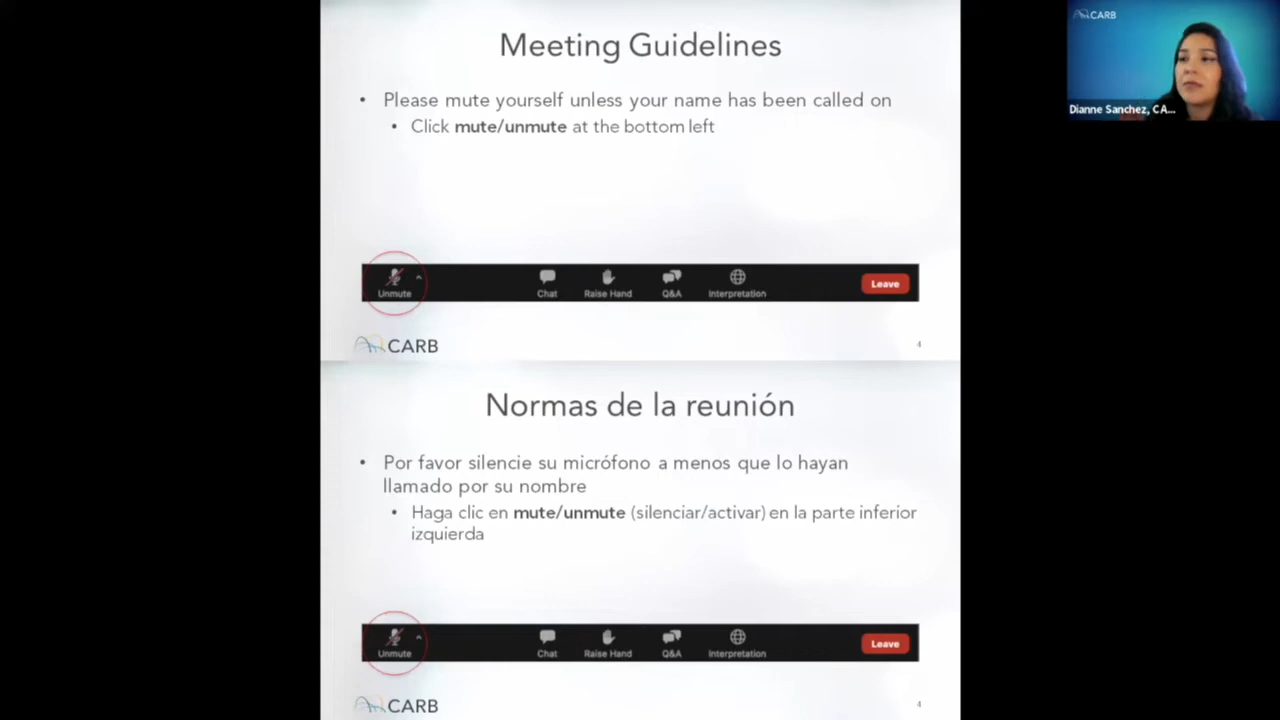 Meeting Guidelines
• Please mute yourself unless your name has been called on
• Click mute/unmute at the bottom left
Unmute
Chat
Raise Hand
Q&A
Interpretation
Leave
CARB
4
Normas de la reunión
• Por favor silencie su micrófono a menos que lo hayan
llamado por su nombre
• Haga clic en mute/unmute (silenciar/activar) en la parte inferior
izquierda
Unmute
Chat
Raise Hand
Q&A
Interpretation
Leave
CARB
4
CARB
Dianne Sanchez, CA...